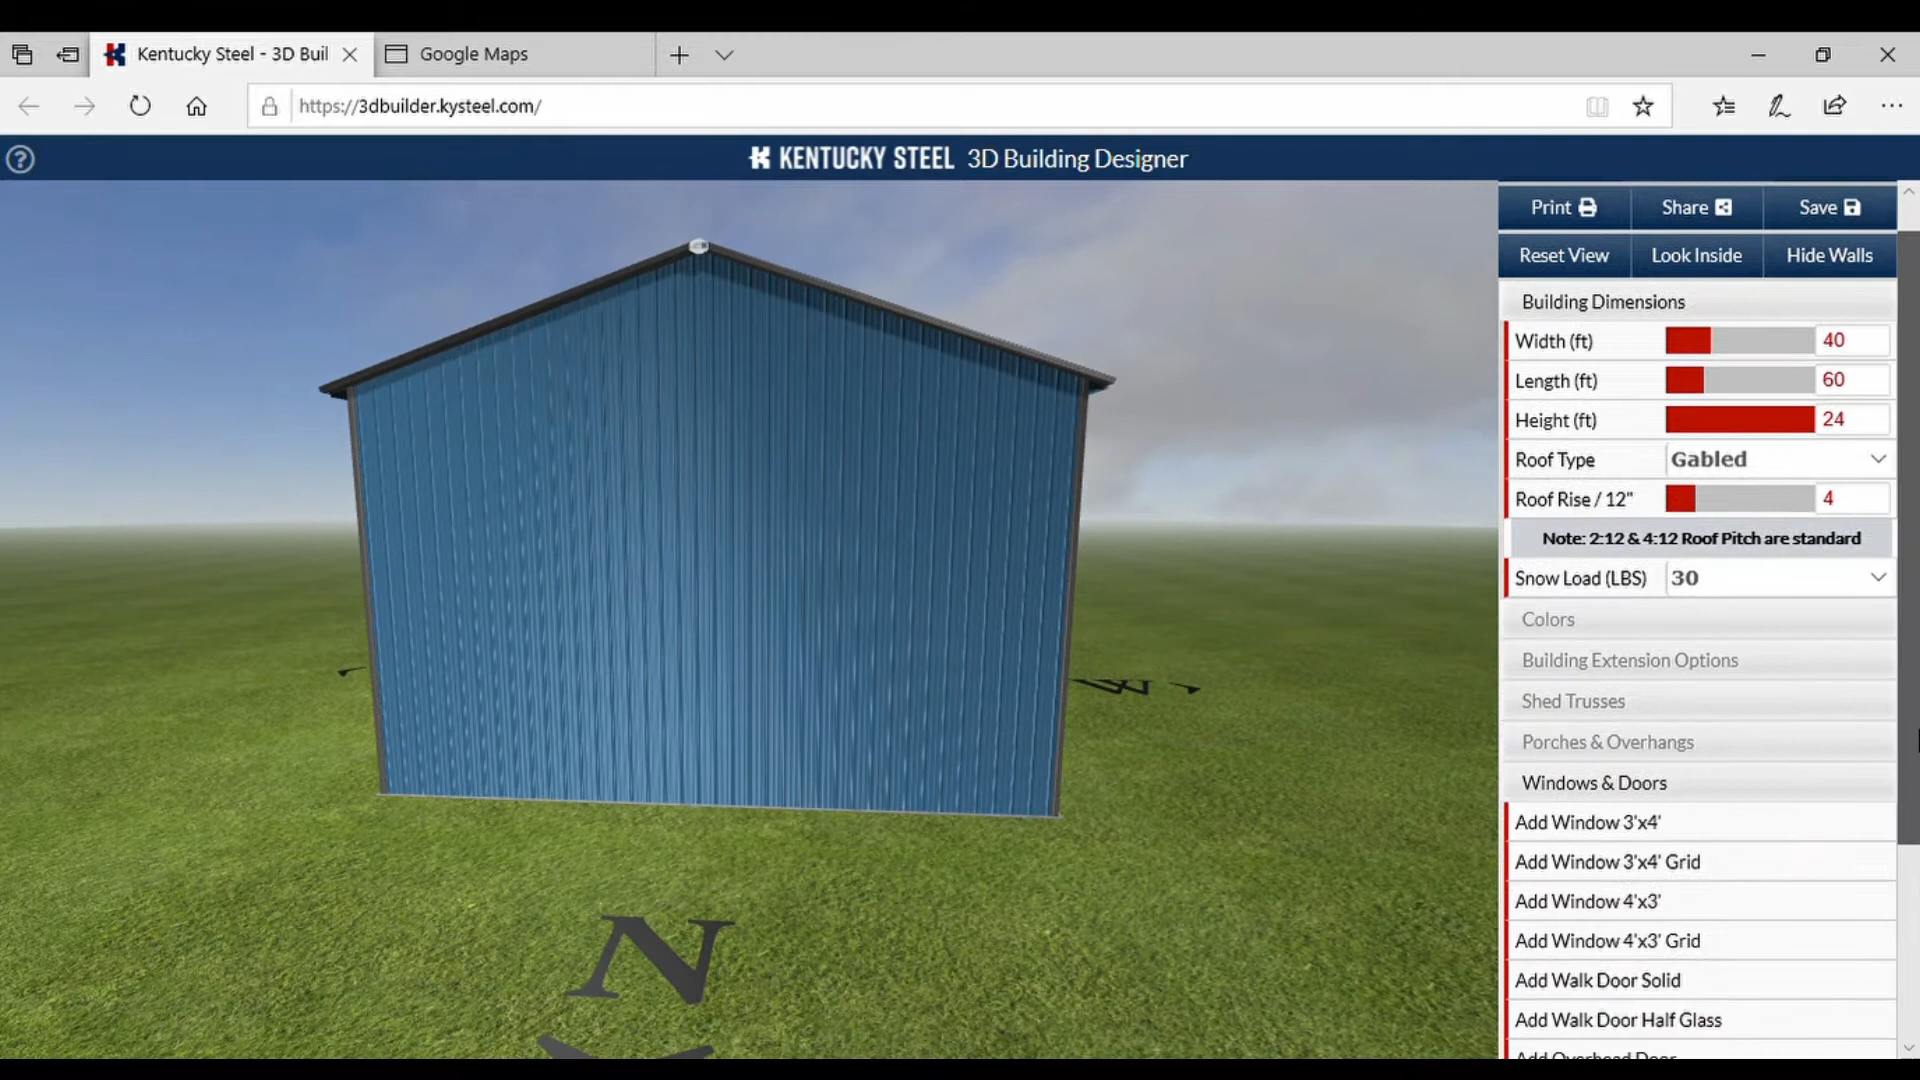 Kentucky Steel - 3D Buil
Google Maps
https://3dbuilder.kysteel.com/
KENTUCKY STEEL 3D Building Designer
Print
Share
Save
Reset View
Look Inside
Hide Walls
Building Dimensions
Width (ft) 40
Length (ft) 60
Height (ft) 24
Roof Type Gabled
Roof Rise / 12" 4
Note: 2:12 & 4:12 Roof Pitch are standard
Snow Load (LBS) 30
Colors
Building Extension Options
Shed Trusses
Porches & Overhangs
Windows & Doors
Add Window 3'x4'
Add Window 3'x4' Grid
Add Window 4'x3'
Add Window 4'x3' Grid
Add Walk Door Solid
Add Walk Door Half Glass
Add Overhead Door
W
N